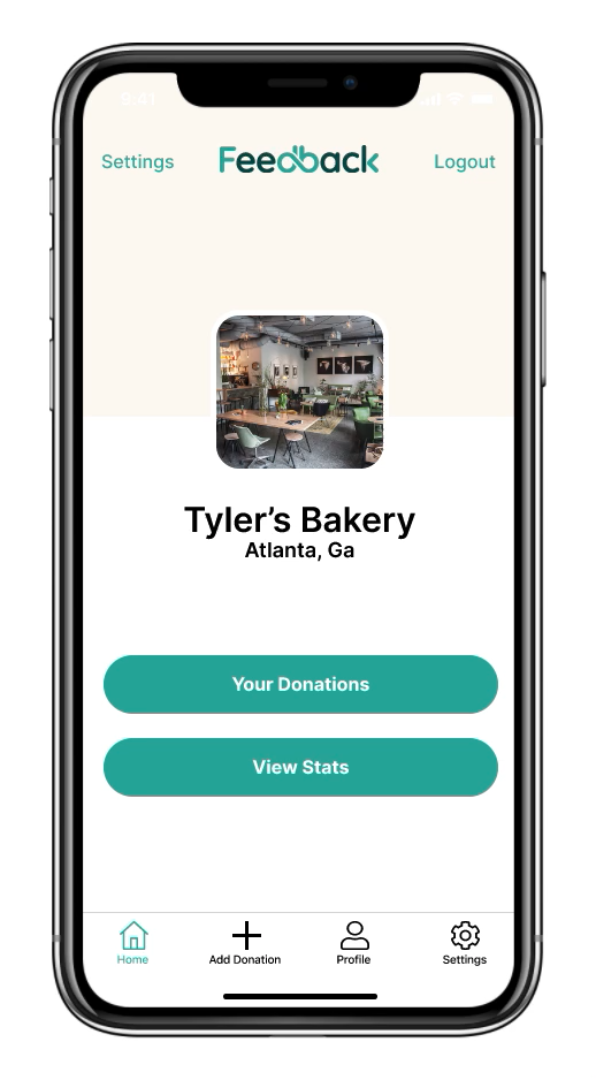 9:41
Settings Feedback Logout
Tyler's Bakery
Atlanta, Ga
Your Donations
View Stats
Home Add Donation Profile Settings